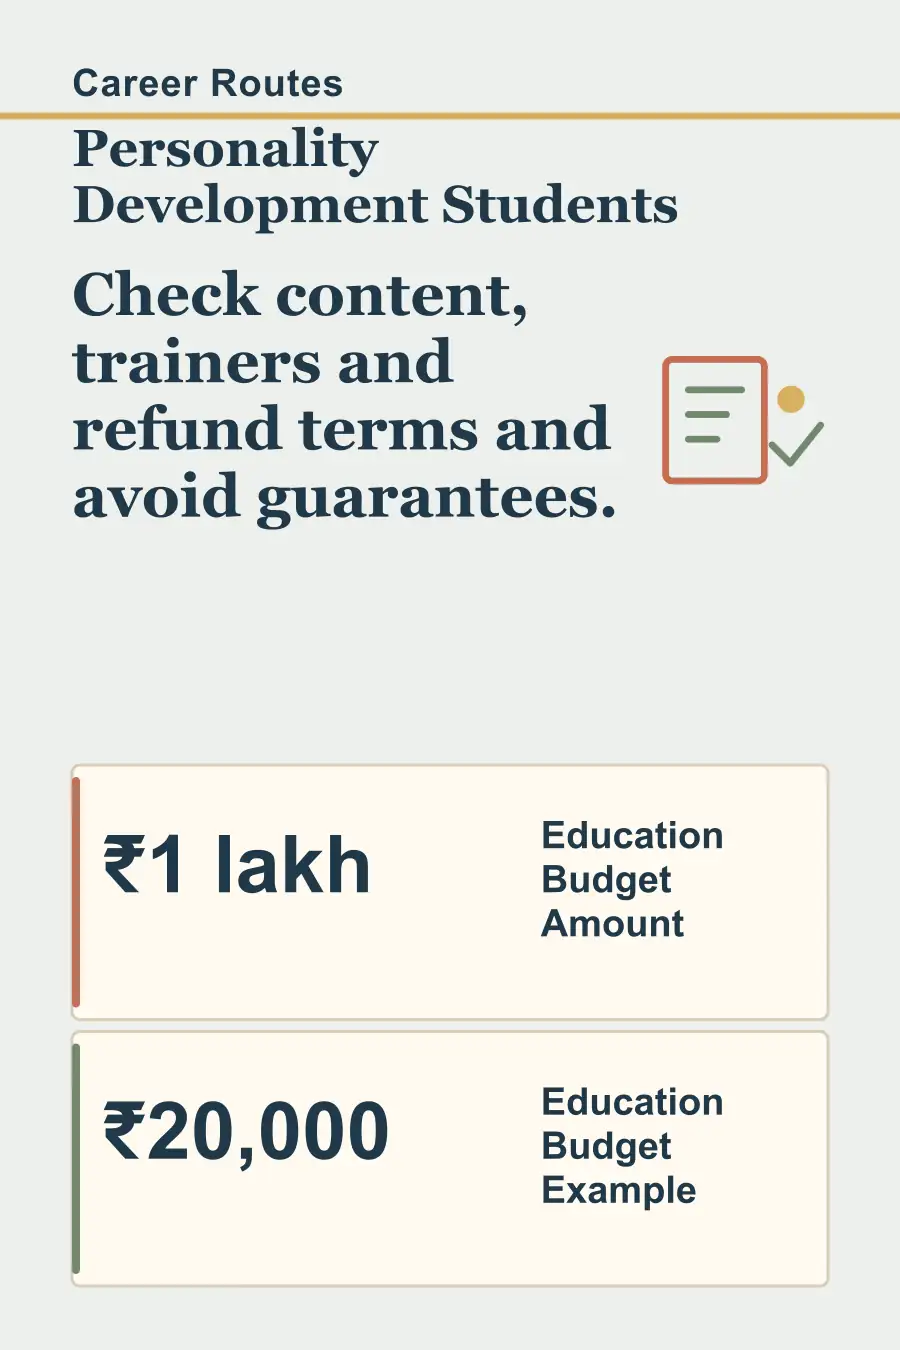 Career Routes
Personality
Development Students
Check content,
trainers and
refund terms and
avoid guarantees.
₹1 lakh
Education
Budget
Amount
₹20,000
Education
Budget
Example